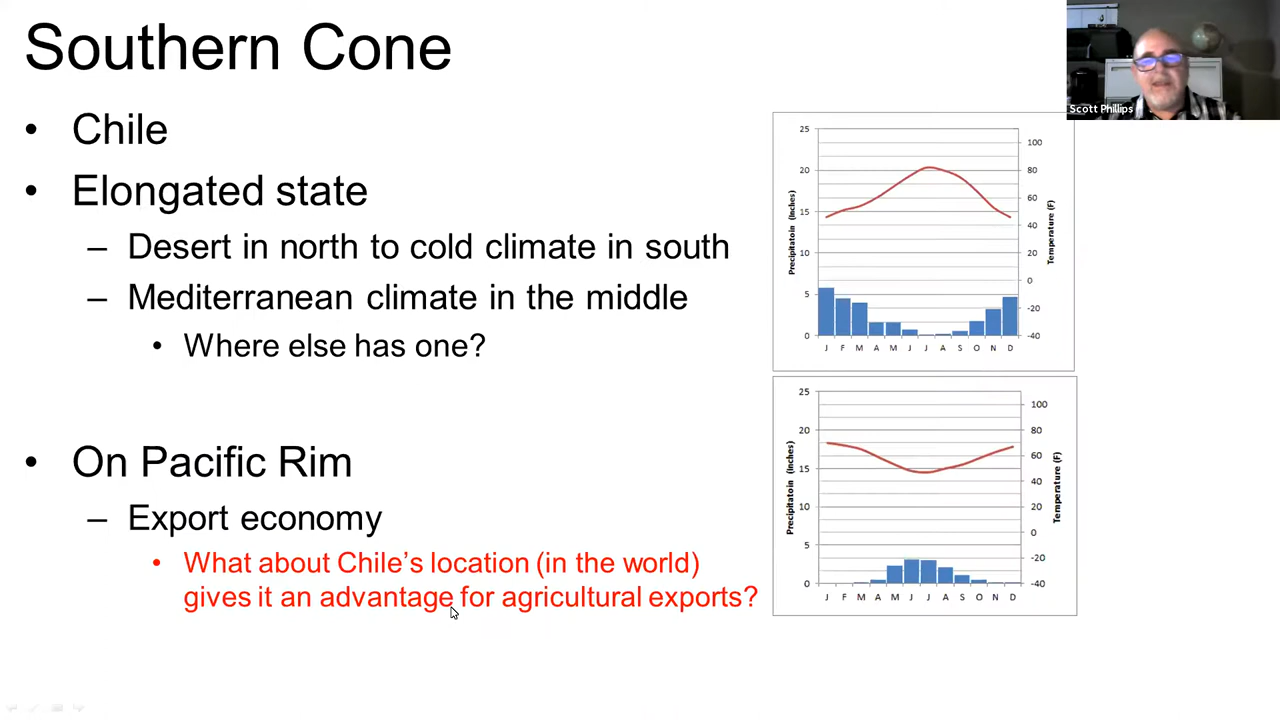 Southern Cone
• Chile
• Elongated state
– Desert in north to cold climate in south
– Mediterranean climate in the middle
• Where else has one?
• On Pacific Rim
– Export economy
• What about Chile's location (in the world)
gives it an advantage for agricultural exports?
Scott Phillips
25
20
15
10
5
0
Precipitatoin (Inches)
100
80
60
40
20
0
-20
-40
Temperature (F)
J F M A M J J A S O N D
25
20
15
10
5
0
Precipitatoin (Inches)
100
80
60
40
20
0
-20
-40
Temperature (F)
J F M A M J J A S O N D